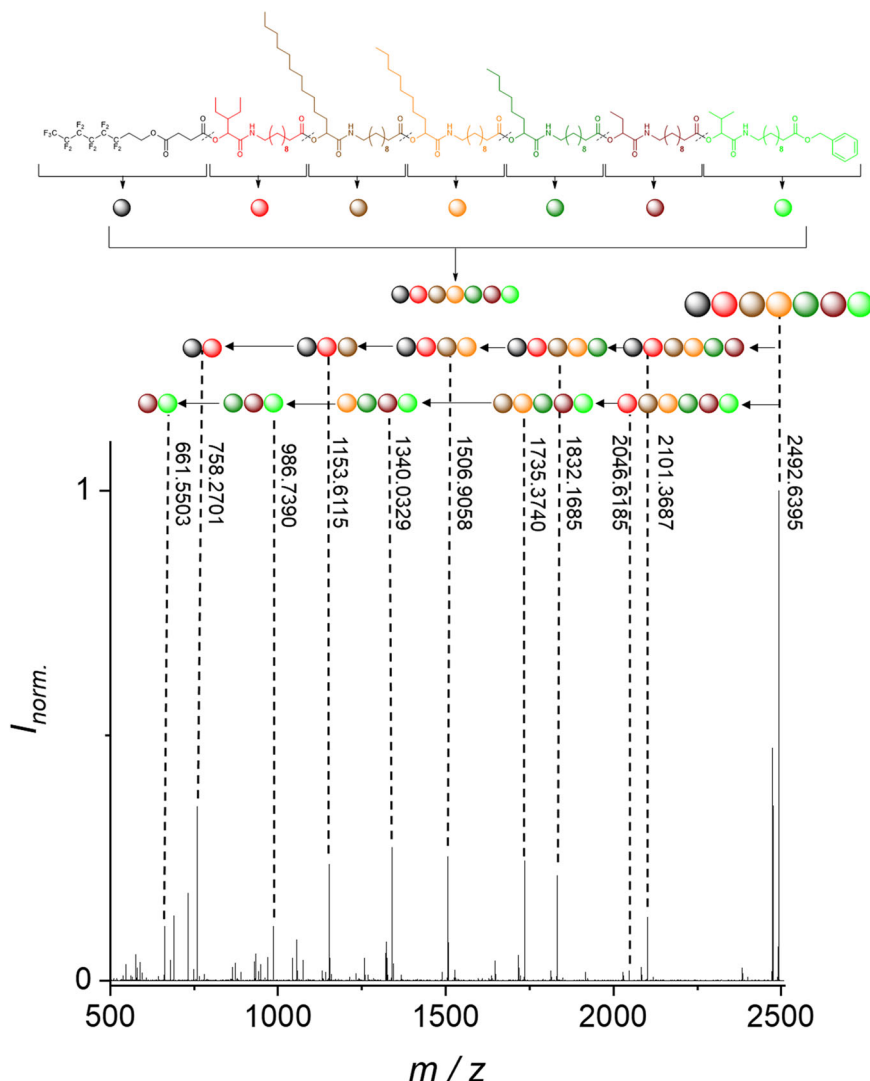 F₂ F₂
F₃C C C C C C O O O N H 8 O O N H 8 O O N H 8 O O N H 8 O O N H 8 O O N H 8 O O
F₂ F₂ F₂
661.5503
758.2701
986.7390
1153.6115
1340.0329
1506.9058
1735.3740
1832.1685
2046.6185
2101.3687
2492.6395
1
I norm.
0
500 1000 1500 2000 2500
m / z